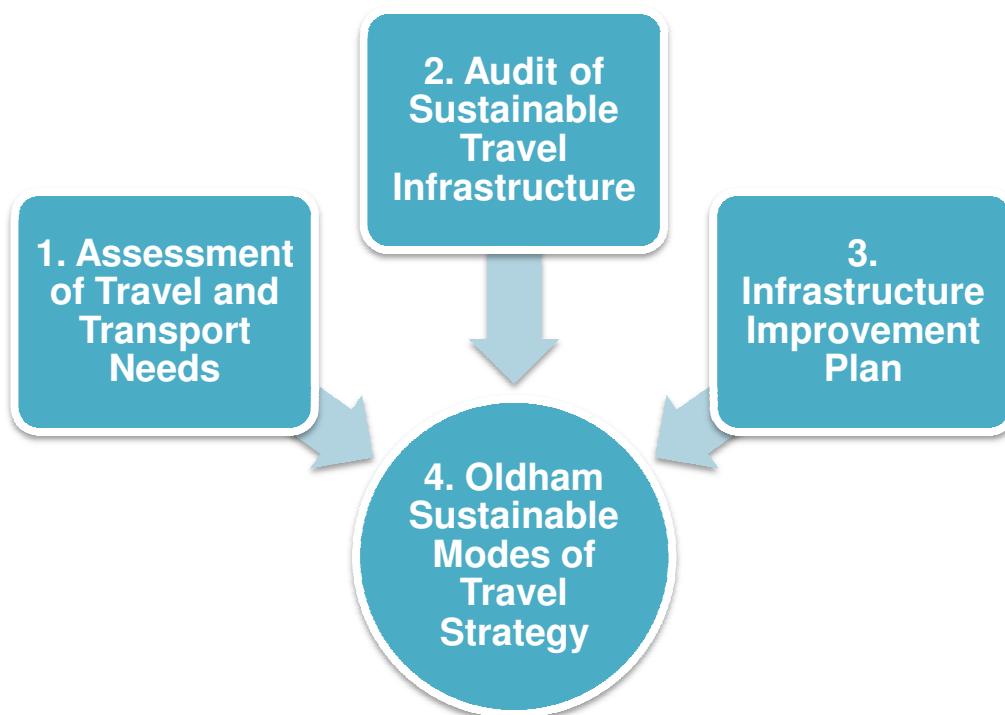 1. Assessment
of Travel and
Transport
Needs
2. Audit of
Sustainable
Travel
Infrastructure
3.
Infrastructure
Improvement
Plan
4. Oldham
Sustainable
Modes of
Travel
Strategy